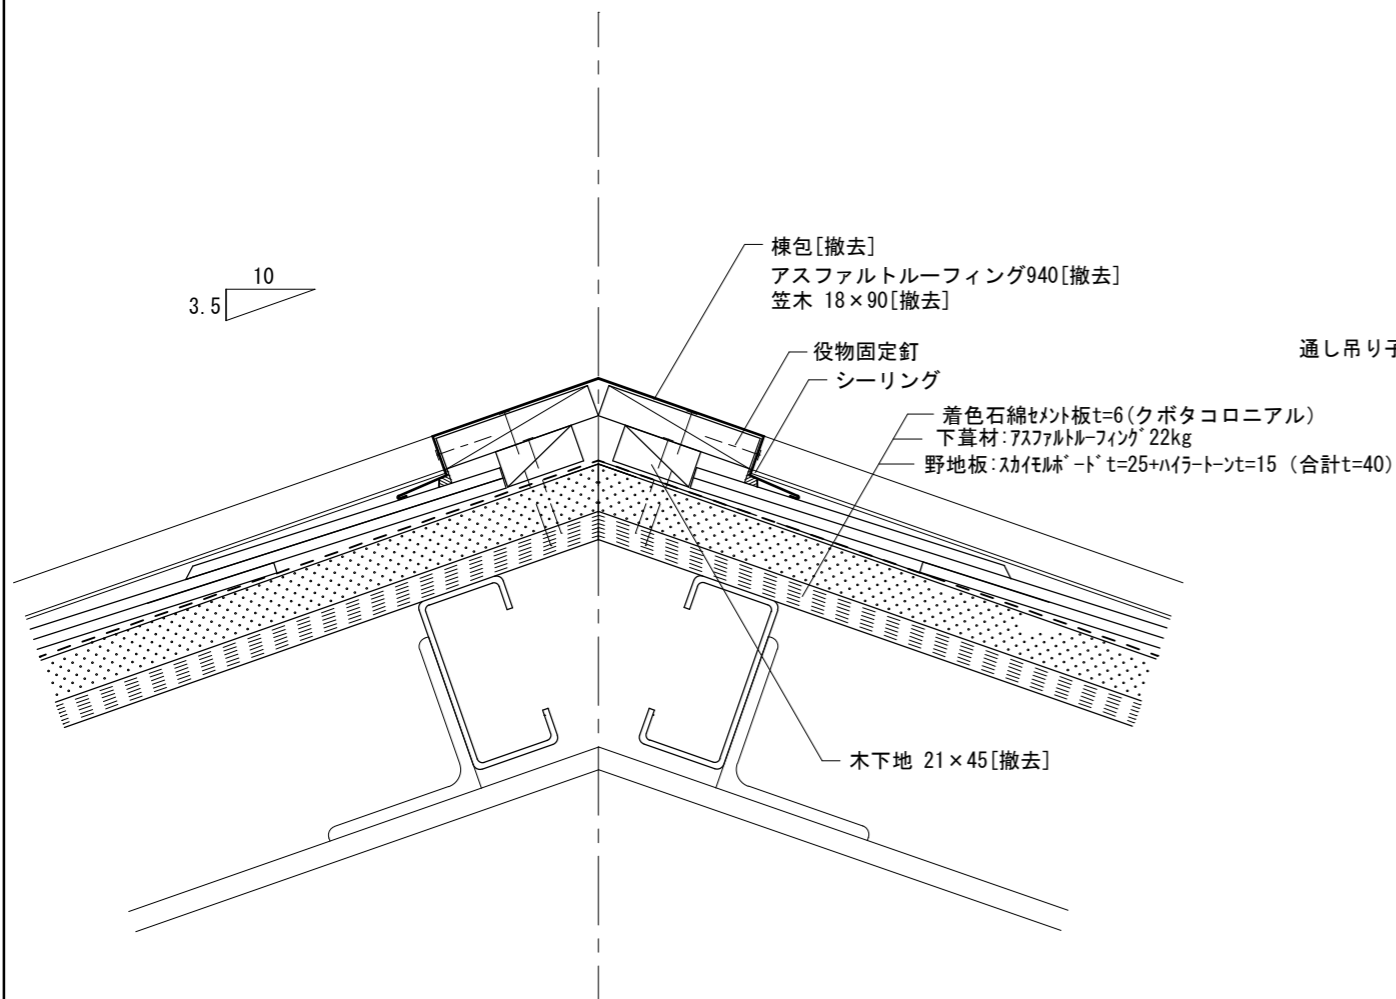 棟包[撤去]
10
アスファルトルーフィング940[撤去]
3.5
笠木 18×90[撤去]
役物固定釘
通し吊り子
シーリング
着色石綿ｾﾒﾝﾄ板t=6(クボタコロニアル)
下葺材:ｱｽﾌｧﾙﾄﾙｰﾌｨﾝｸﾞ22kg
野地板:ｽｶｲﾓﾙﾎﾞｰﾄﾞt=25+ﾊｲﾗｰﾄｰﾝt=15 (合計t=40)
木下地 21×45[撤去]